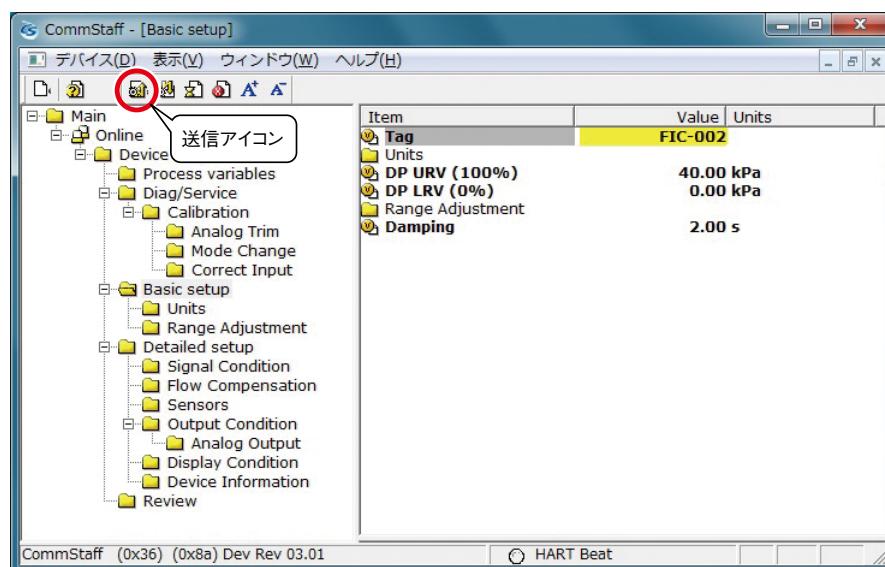 CommStaff - [Basic setup]
デバイス(D) 表示(V) ウィンドウ(W) ヘルプ(H)
送信アイコン
Main
Online
Device
Process variables
Diag/Service
Calibration
Analog Trim
Mode Change
Correct Input
Basic setup
Units
Range Adjustment
Detailed setup
Signal Condition
Flow Compensation
Sensors
Output Condition
Analog Output
Display Condition
Device Information
Review
Item Value Units
Tag FIC-002
Units
DP URV (100%) 40.00 kPa
DP LRV (0%) 0.00 kPa
Range Adjustment
Damping 2.00 s
CommStaff (0x36) (0x8a) Dev Rev 03.01 HART Beat